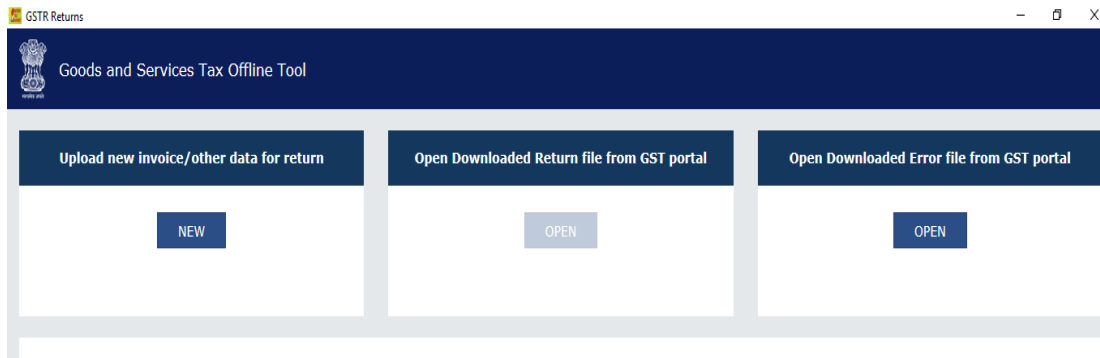 GSTR Returns
Goods and Services Tax Offline Tool
Upload new invoice/other data for return
Open Downloaded Return file from GST portal
Open Downloaded Error file from GST portal
NEW
OPEN
OPEN